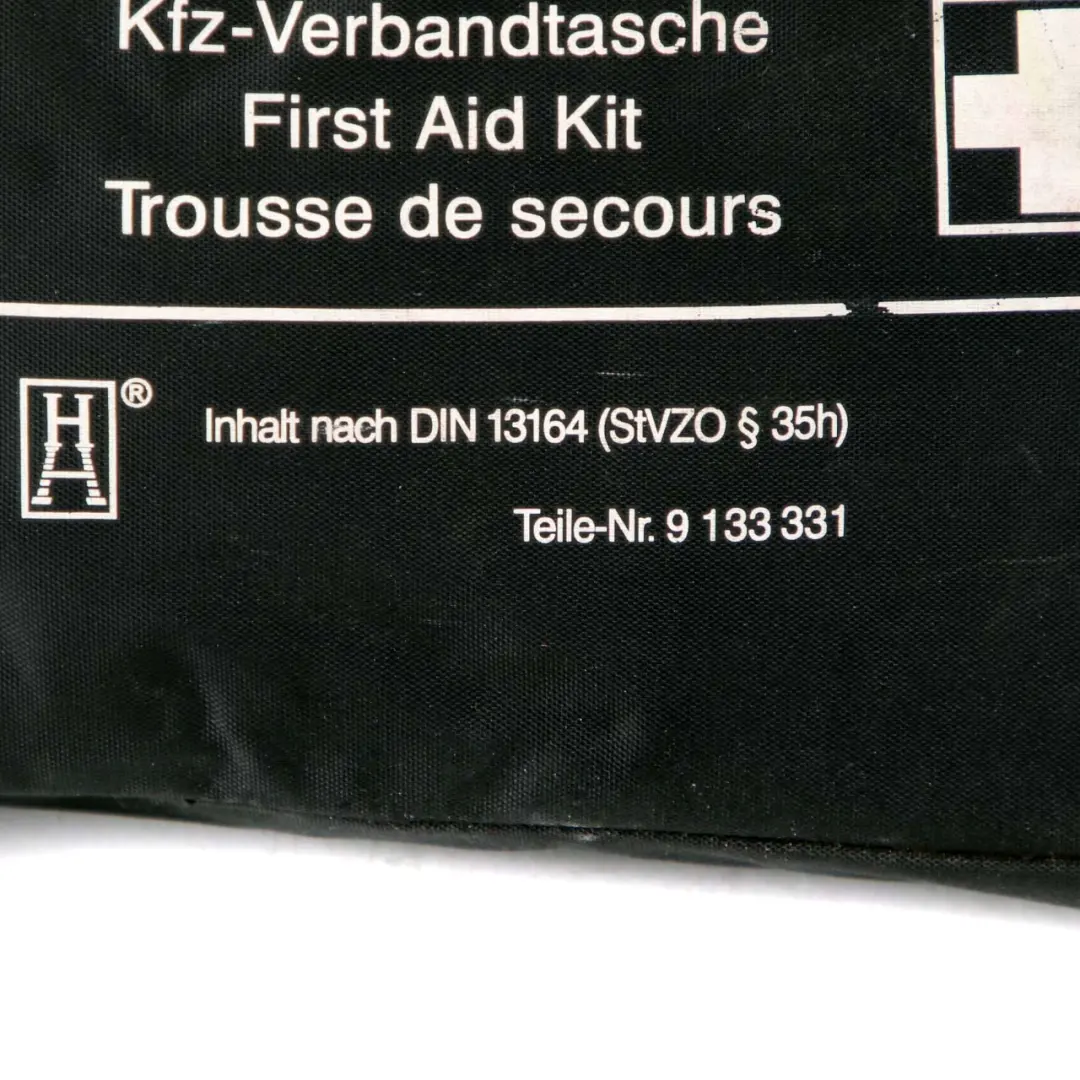 Kfz-Verbandtasche
First Aid Kit
Trousse de secours
HA®
Inhalt nach DIN 13164 (StVZO § 35h)
Teile-Nr. 9 133 331